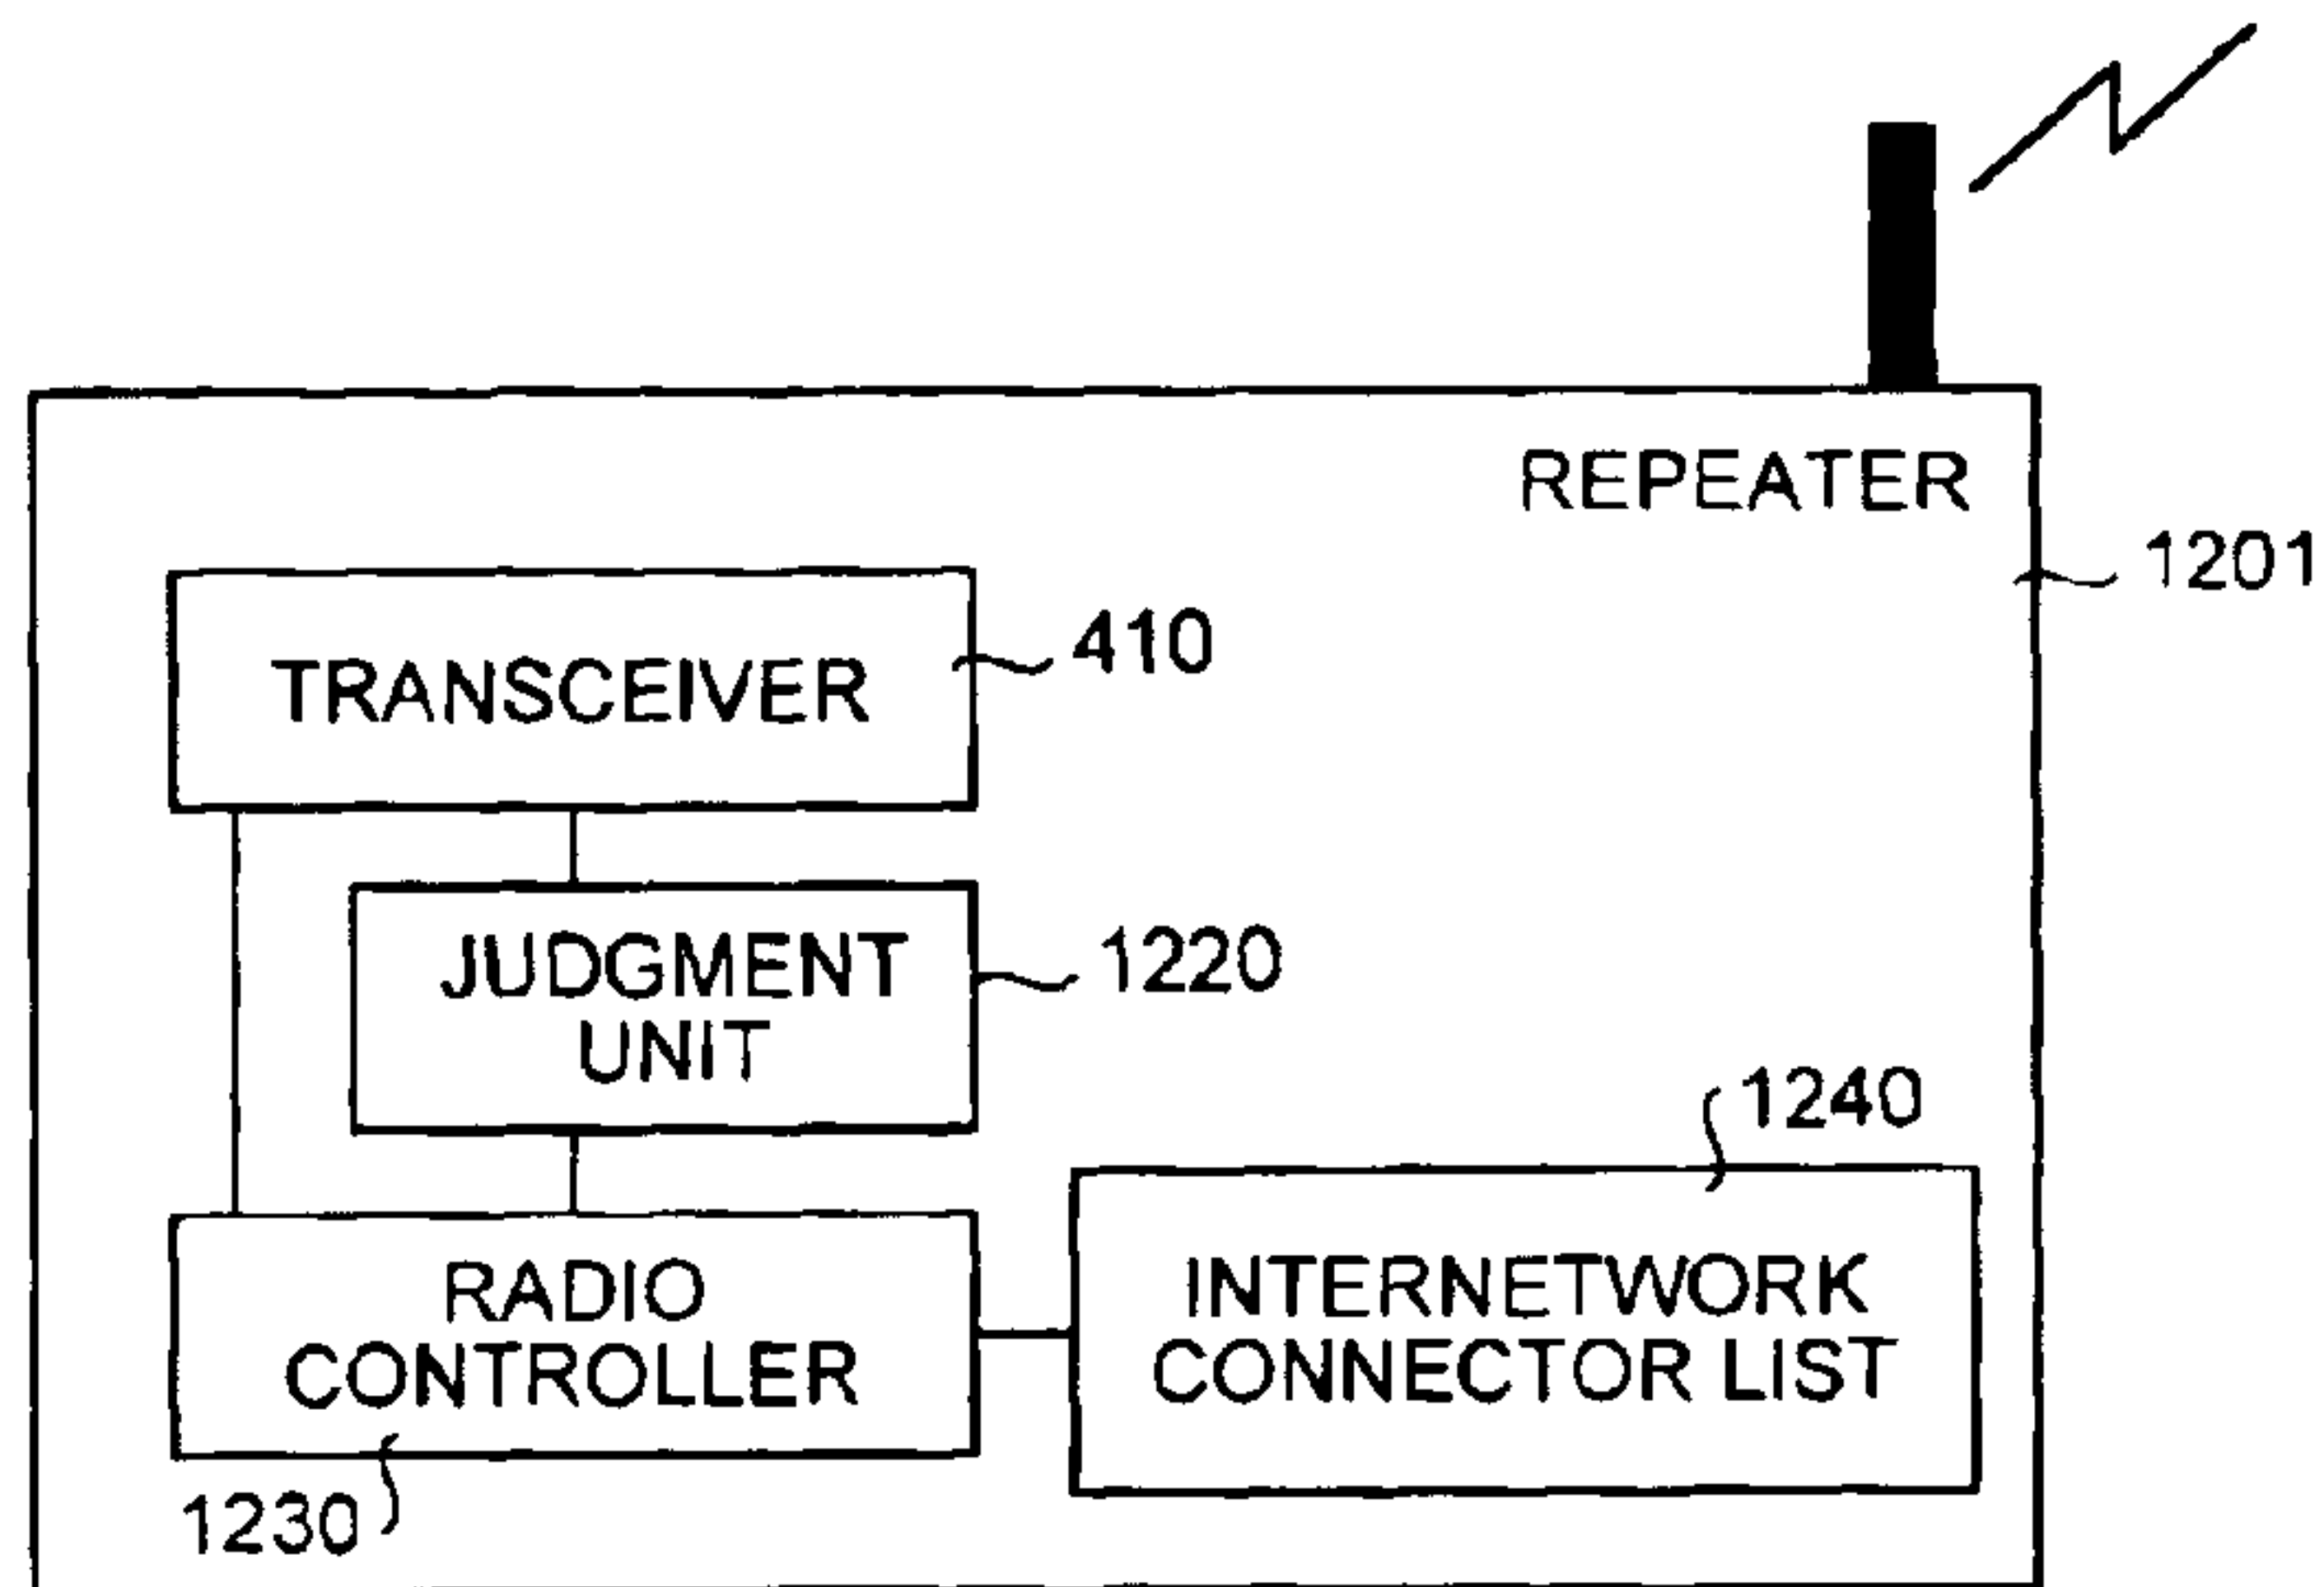 REPEATER
1201
TRANSCEIVER
410
JUDGMENT
UNIT
1220
1240
RADIO
CONTROLLER
INTERNETWORK
CONNECTOR LIST
1230